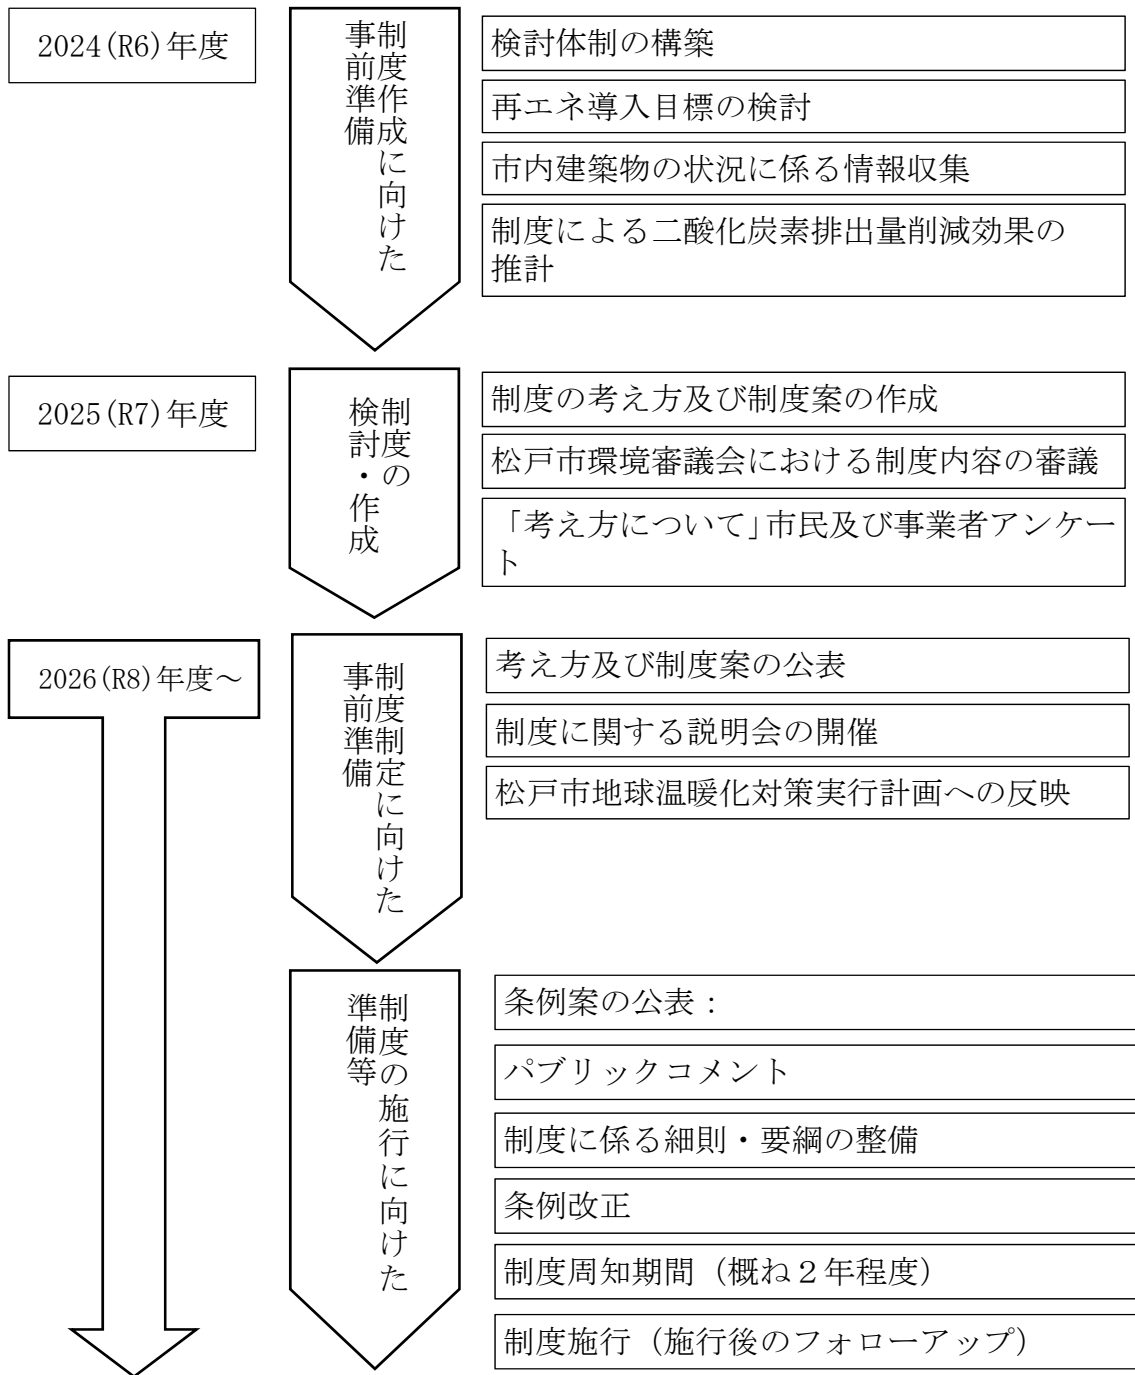 2024(R6)年度
制度作成に向けた
事前準備
検討体制の構築
再エネ導入目標の検討
市内建築物の状況に係る情報収集
制度による二酸化炭素排出量削減効果の
推計
2025(R7)年度
制度の
検討・作成
制度の考え方及び制度案の作成
松戸市環境審議会における制度内容の審議
「考え方について」市民及び事業者アンケー
ト
2026(R8)年度～
制度制定に向けた
事前準備
考え方及び制度案の公表
制度に関する説明会の開催
松戸市地球温暖化対策実行計画への反映
制度の施行に向けた
準備等
条例案の公表：
パブリックコメント
制度に係る細則・要綱の整備
条例改正
制度周知期間（概ね２年程度）
制度施行（施行後のフォローアップ）